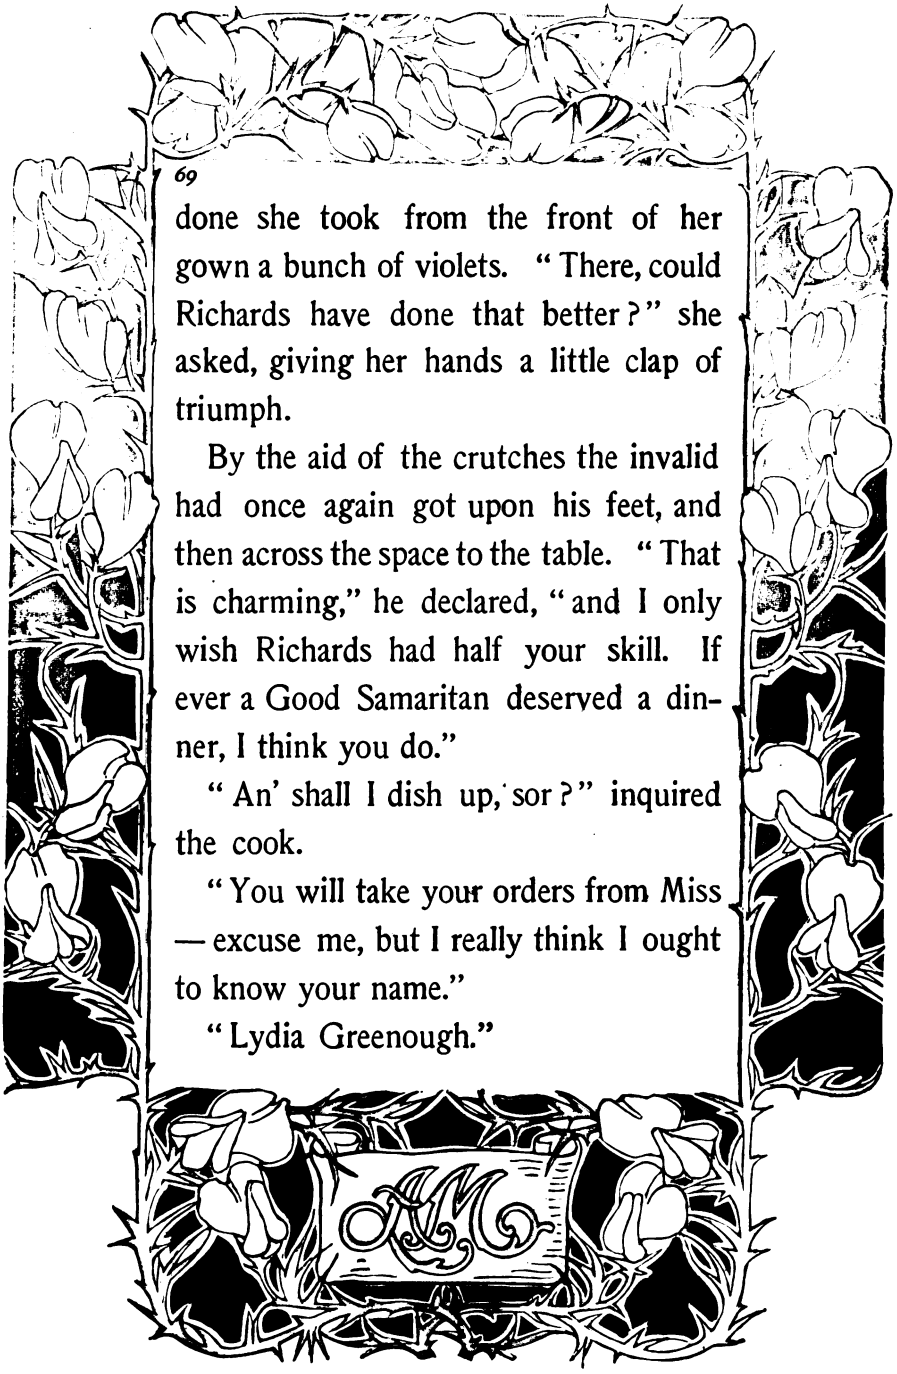 69
done she took from the front of her
gown a bunch of violets. “ There, could
Richards have done that better ? ” she
asked, giving her hands a little clap of
triumph.
By the aid of the crutches the invalid
had once again got upon his feet, and
then across the space to the table. “ That
is charming,” he declared, “ and I only
wish Richards had half your skill. If
ever a Good Samaritan deserved a din-
ner, I think you do.”
“ An’ shall I dish up, sor ? ” inquired
the cook.
“ You will take your orders from Miss
— excuse me, but I really think I ought
to know your name.”
“ Lydia Greenough.”